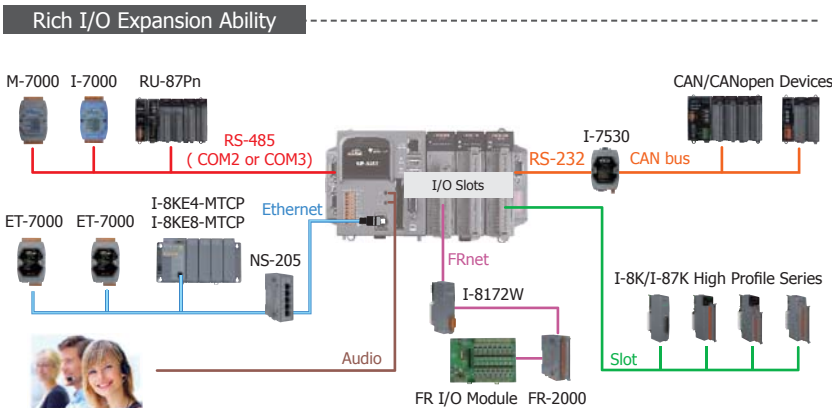 Rich I/O Expansion Ability
M-7000 I-7000 RU-87Pn
CAN/CANopen Devices
I-7530
RS-485
( COM2 or COM3)
RS-232
CAN bus
I/O Slots
I-8KE4-MTCP
I-8KE8-MTCP
ET-7000 ET-7000
Ethernet
NS-205
FRnet
I-8172W
I-8K/I-87K High Profile Series
Audio
Slot
FR I/O Module FR-2000